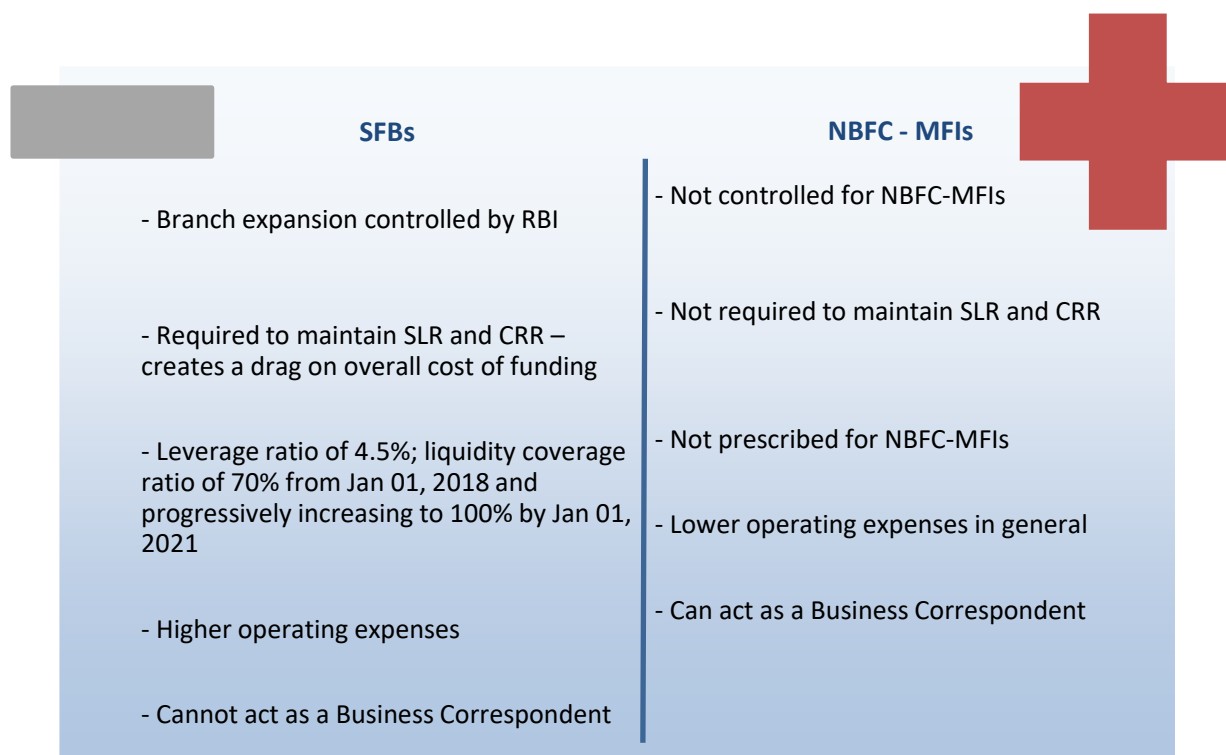 SFBs
- Branch expansion controlled by RBI
- Required to maintain SLR and CRR –
creates a drag on overall cost of funding
- Leverage ratio of 4.5%; liquidity coverage
ratio of 70% from Jan 01, 2018 and
progressively increasing to 100% by Jan 01,
2021
- Higher operating expenses
- Cannot act as a Business Correspondent
NBFC - MFIs
- Not controlled for NBFC-MFIs
- Not required to maintain SLR and CRR
- Not prescribed for NBFC-MFIs
- Lower operating expenses in general
- Can act as a Business Correspondent